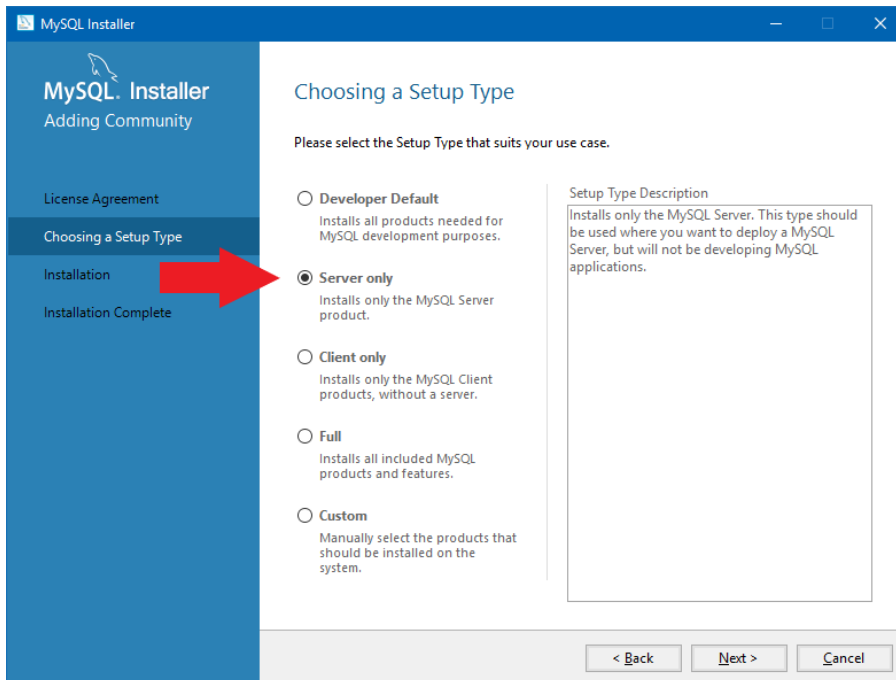 MySQL Installer
MySQL. Installer
Adding Community
License Agreement
Choosing a Setup Type
Installation
Installation Complete
Choosing a Setup Type
Please select the Setup Type that suits your use case.
Developer Default
Installs all products needed for
MySQL development purposes.
Server only
Installs only the MySQL Server
product.
Client only
Installs only the MySQL Client
products, without a server.
Full
Installs all included MySQL
products and features.
Custom
Manually select the products that
should be installed on the
system.
Setup Type Description
Installs only the MySQL Server. This type should
be used where you want to deploy a MySQL
Server, but will not be developing MySQL
applications.
< Back
Next >
Cancel